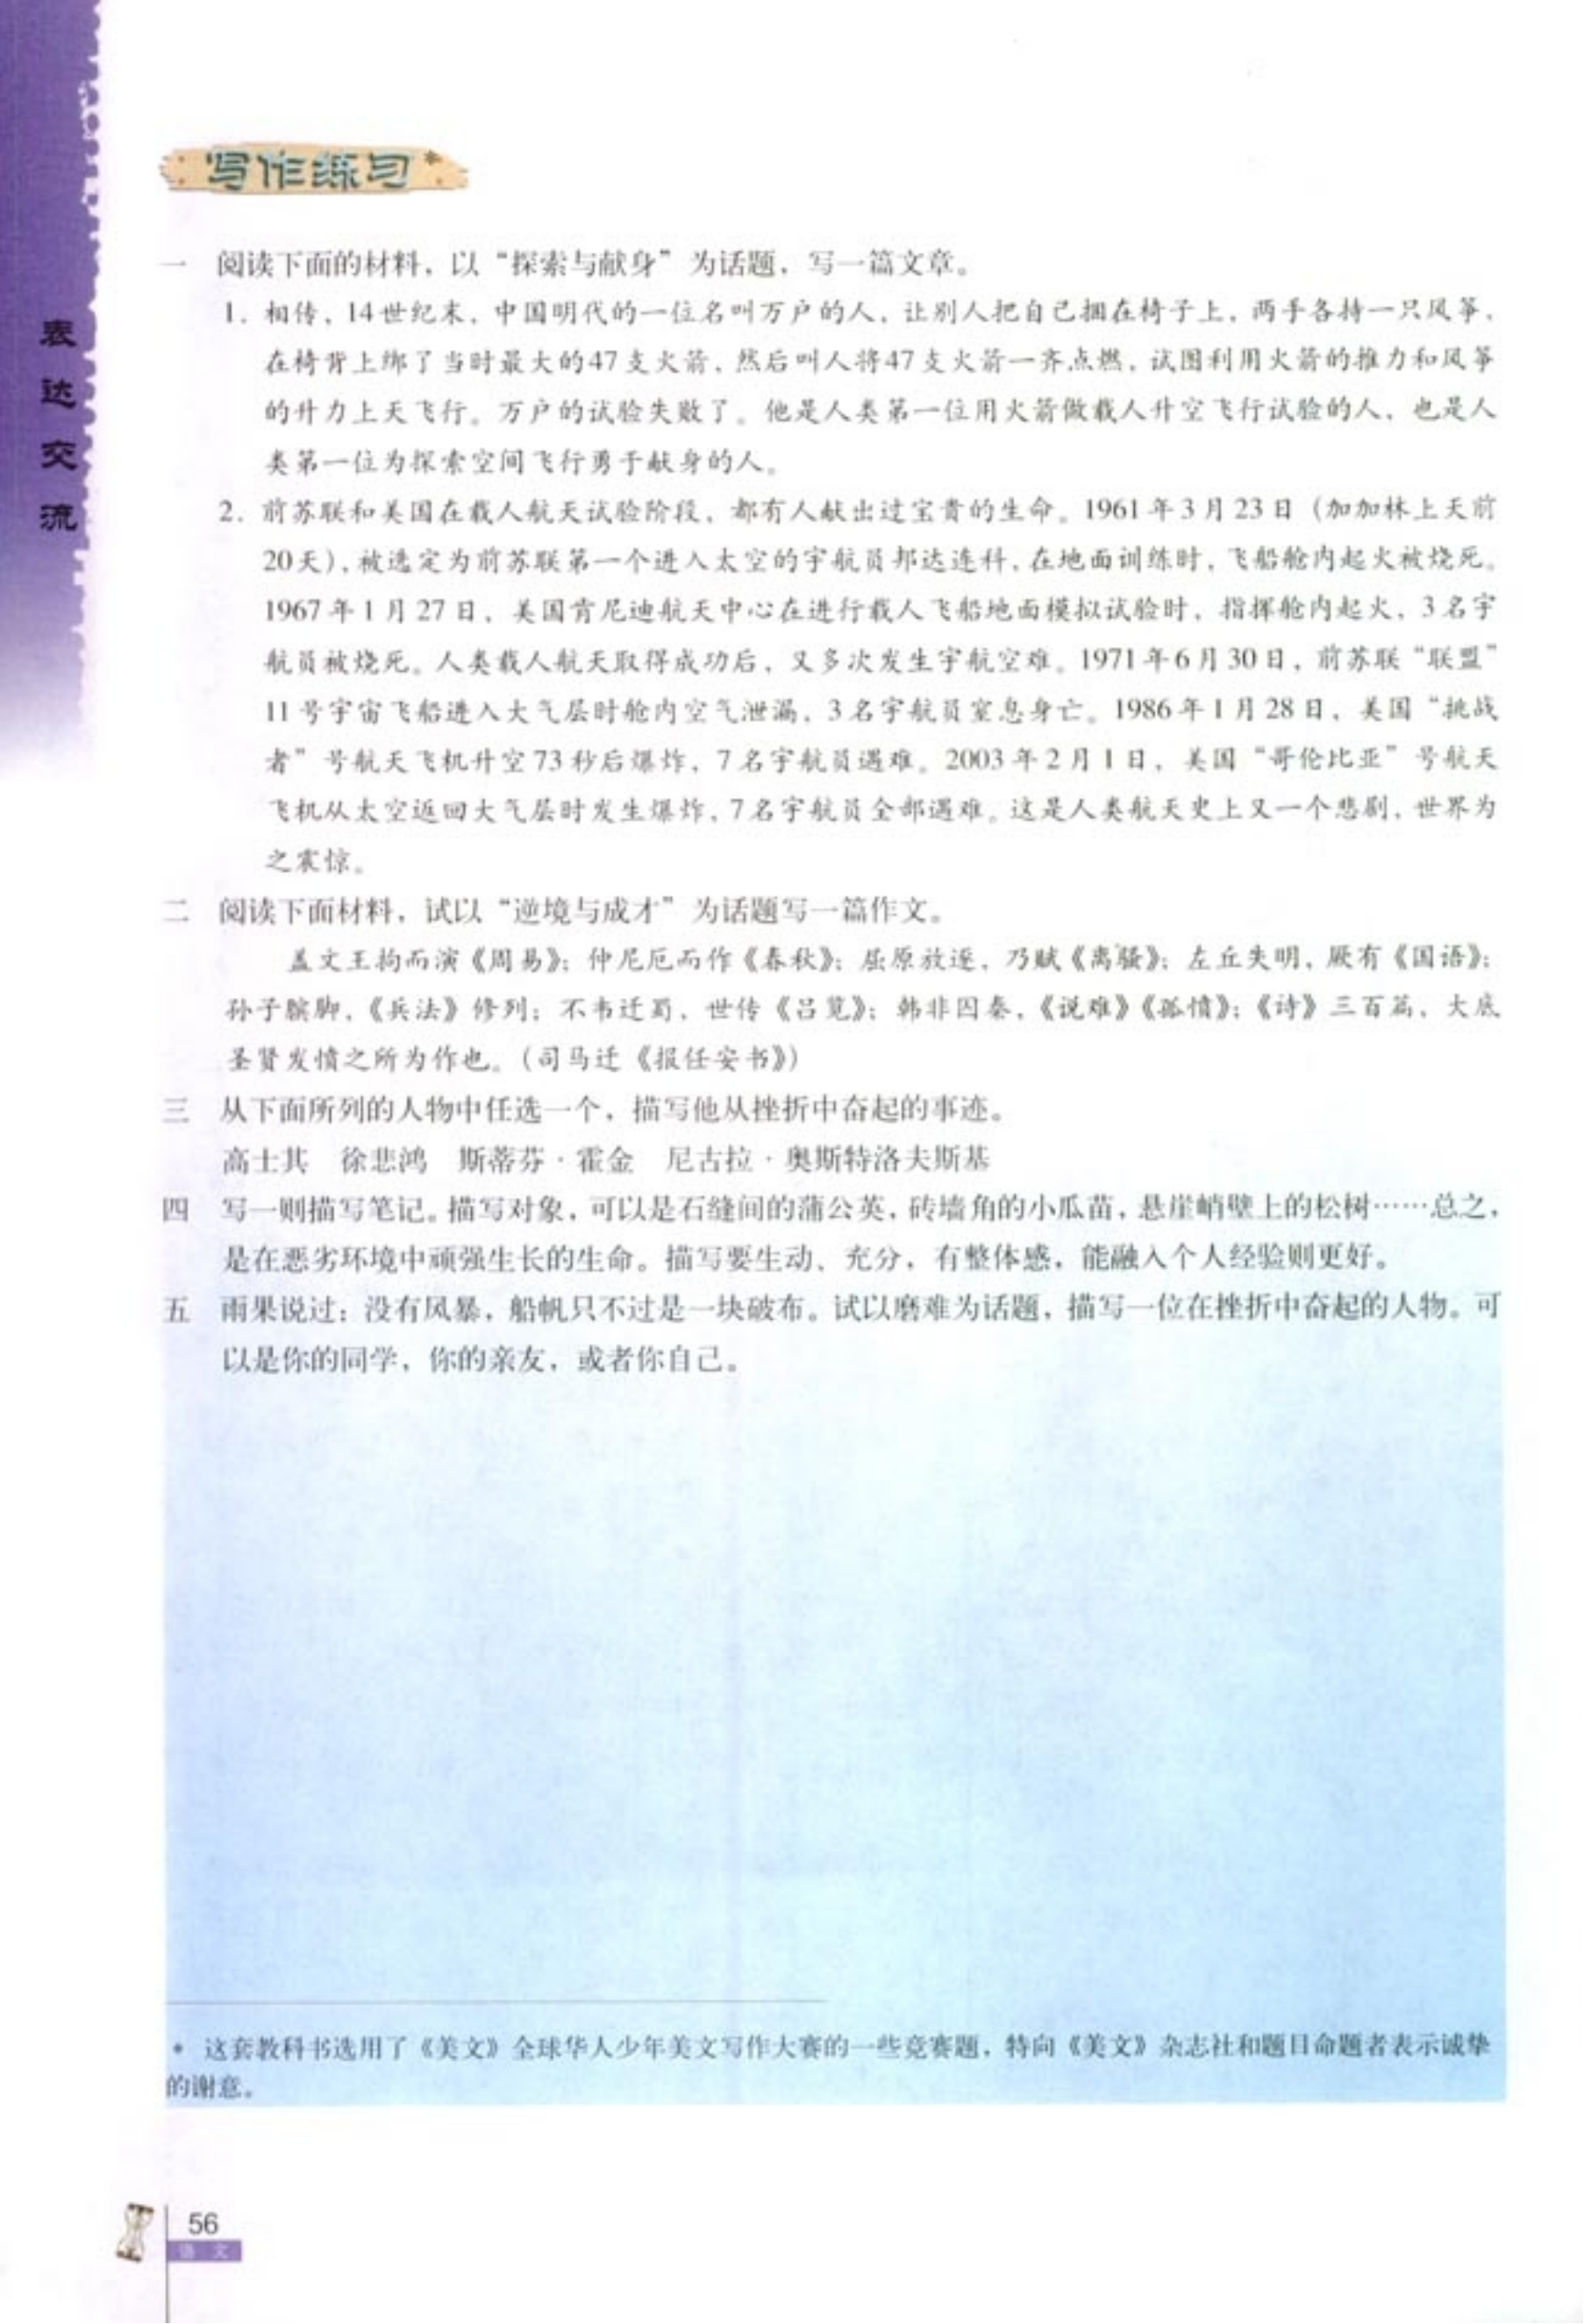 表达交流
写作练习*
一 阅读下面的材料，以“探索与献身”为话题，写一篇文章。
1. 相传，14世纪末，中国明代的一位名叫万户的人，让别人把自己捆在椅子上，两手各持一只风筝，
在椅背上绑了当时最大的47支火箭，然后叫人将47支火箭一齐点燃，试图利用火箭的推力和风筝
的升力上天飞行。万户的试验失败了。他是人类第一位用火箭做载人升空飞行试验的人，也是人
类第一位为探索空间飞行勇于献身的人。
2. 前苏联和美国在载人航天试验阶段，都有人献出过宝贵的生命。1961年3月23日（加加林上天前
20天），被选定为前苏联第一个进入太空的宇航员邦达连科，在地面训练时，飞船舱内起火被烧死。
1967年1月27日，美国肯尼迪航天中心在进行载人飞船地面模拟试验时，指挥舱内起火，3名宇
航员被烧死。人类载人航天取得成功后，又多次发生宇航空难。1971年6月30日，前苏联“联盟”
11号宇宙飞船进入大气层时舱内空气泄漏，3名宇航员窒息身亡。1986年1月28日，美国“挑战
者”号航天飞机升空73秒后爆炸，7名宇航员遇难。2003年2月1日，美国“哥伦比亚”号航天
飞机从太空返回大气层时发生爆炸，7名宇航员全部遇难。这是人类航天史上又一个悲剧，世界为
之震惊。
二 阅读下面材料，试以“逆境与成才”为话题写一篇作文。
盖文王拘而演《周易》；仲尼厄而作《春秋》；屈原放逐，乃赋《离骚》；左丘失明，厥有《国语》；
孙子膑脚，《兵法》修列；不韦迁蜀，世传《吕览》；韩非囚秦，《说难》《孤愤》；《诗》三百篇，大底
圣贤发愤之所为作也。（司马迁《报任安书》）
三 从下面所列的人物中任选一个，描写他从挫折中奋起的事迹。
高士其 徐悲鸿 斯蒂芬·霍金 尼古拉·奥斯特洛夫斯基
四 写一则描写笔记。描写对象，可以是石缝间的蒲公英，砖墙角的小瓜苗，悬崖峭壁上的松树……总之，
是在恶劣环境中顽强生长的生命。描写要生动、充分，有整体感，能融入个人经验则更好。
五 雨果说过：没有风暴，船帆只不过是一块破布。试以磨难为话题，描写一位在挫折中奋起的人物。可
以是你的同学，你的亲友，或者你自己。
* 这套教科书选用了《美文》全球华人少年美文写作大赛的一些竞赛题，特向《美文》杂志社和题目命题者表示诚挚
的谢意。
56
语文